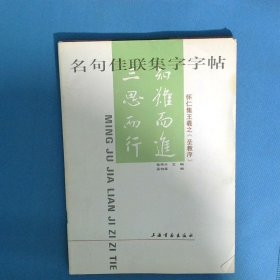 名句佳联集字字帖
知雄而進
三思而行
怀仁集王羲之《圣教序》
MING JU JIA LIAN JI ZI ZI TIE
上海书画出版社